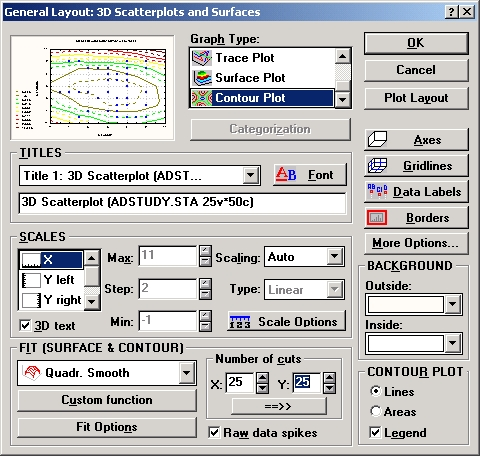 General Layout: 3D Scatterplots and Surfaces
Graph Type:
Trace Plot
Surface Plot
Contour Plot
Categorization
OK
Cancel
Plot Layout
Axes
Gridlines
Data Labels
Borders
More Options...
TITLES
Title 1: 3D Scatterplot (ADST...
AB Font
3D Scatterplot (ADSTUDY.STA 25v*50c)
SCALES
X
Y left
Y right
3D text
Max: 11
Step: 2
Min: -1
Scaling: Auto
Type: Linear
123 Scale Options
BACKGROUND
Outside:
Inside:
FIT (SURFACE & CONTOUR)
Quadr. Smooth
Custom function
Fit Options
Number of cuts
X: 25 Y: 25
==>>
Raw data spikes
CONTOUR PLOT
Lines
Areas
Legend